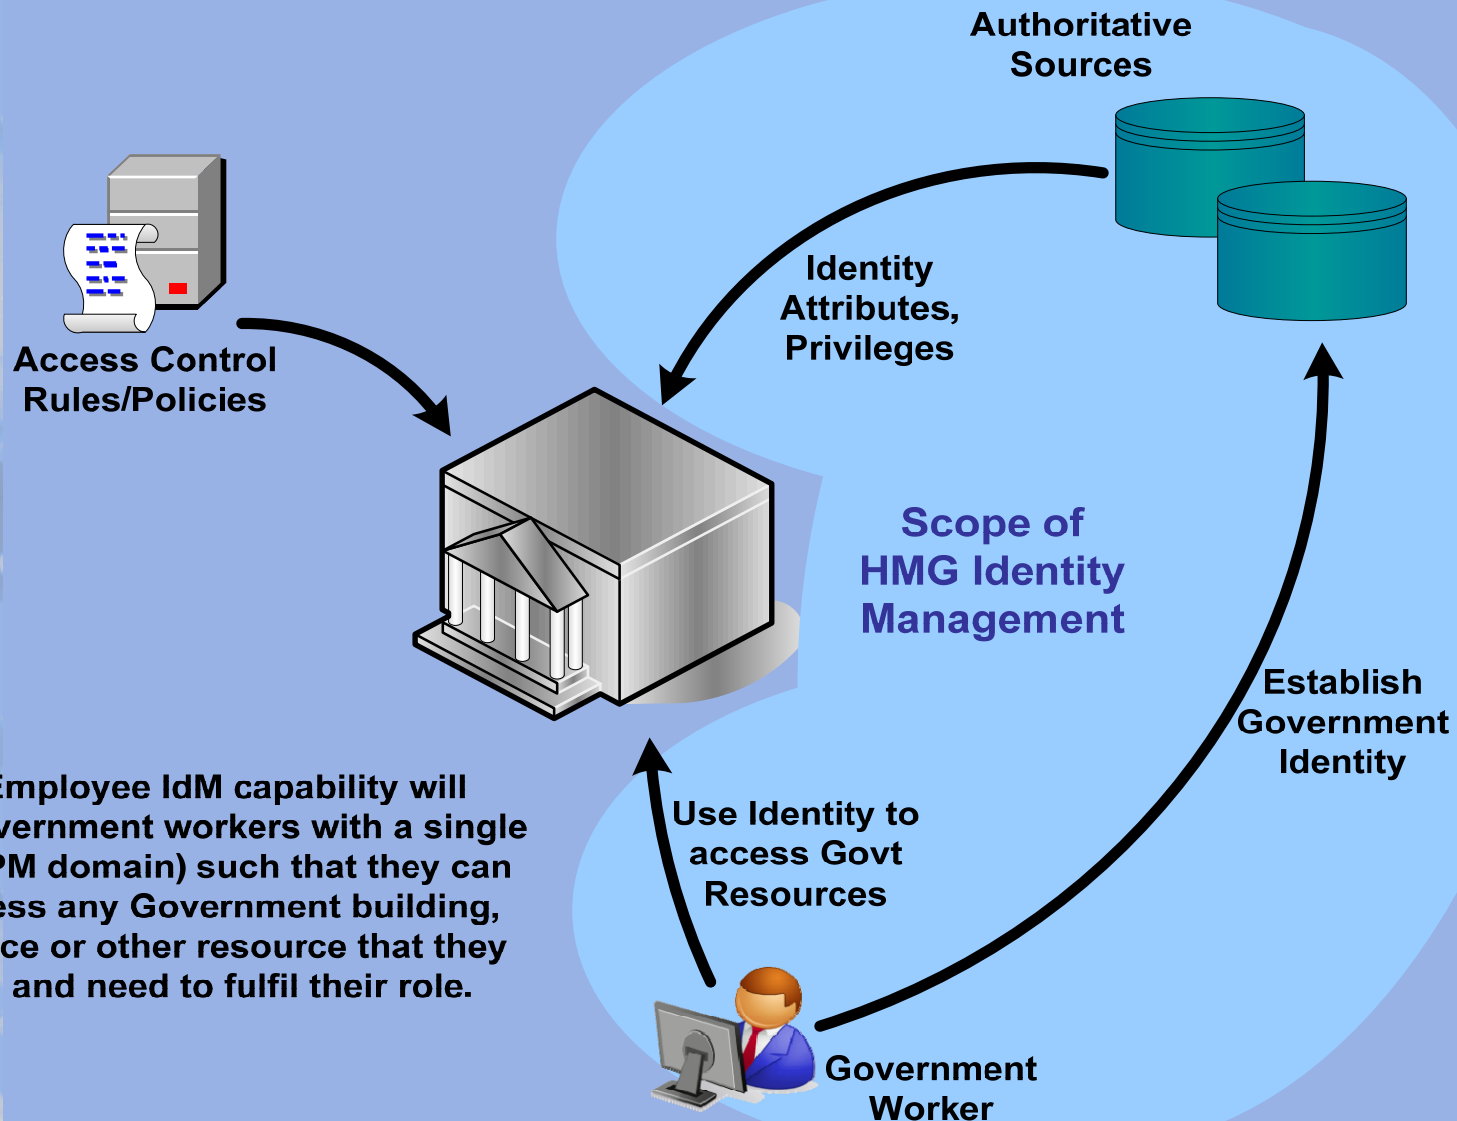 Authoritative
Sources
Identity
Attributes,
Privileges
Access Control
Rules/Policies
Scope of
HMG Identity
Management
Establish
Government
Identity
Employee IdM capability will
vernment workers with a single
PM domain) such that they can
ess any Government building,
ce or other resource that they
and need to fulfil their role.
Use Identity to
access Govt
Resources
Government
Worker